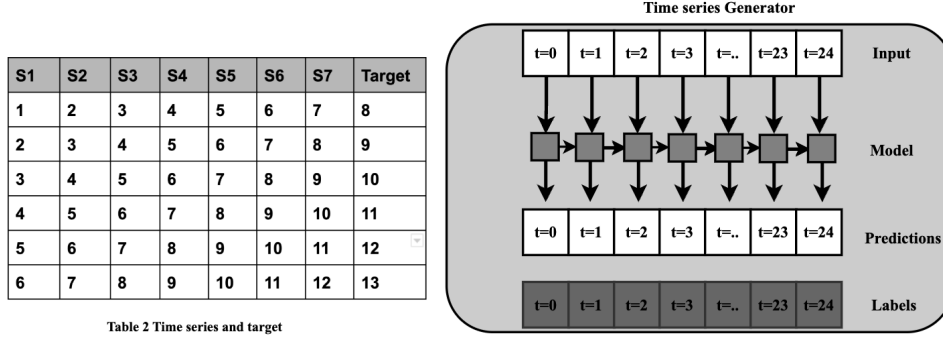 S1 S2 S3 S4 S5 S6 S7 Target
1 2 3 4 5 6 7 8
2 3 4 5 6 7 8 9
3 4 5 6 7 8 9 10
4 5 6 7 8 9 10 11
5 6 7 8 9 10 11 12
6 7 8 9 10 11 12 13
Table 2 Time series and target
Time series Generator
t=0 t=1 t=2 t=3 t=.. t=23 t=24 Input
Model
t=0 t=1 t=2 t=3 t=.. t=23 t=24 Predictions
t=0 t=1 t=2 t=3 t=.. t=23 t=24 Labels